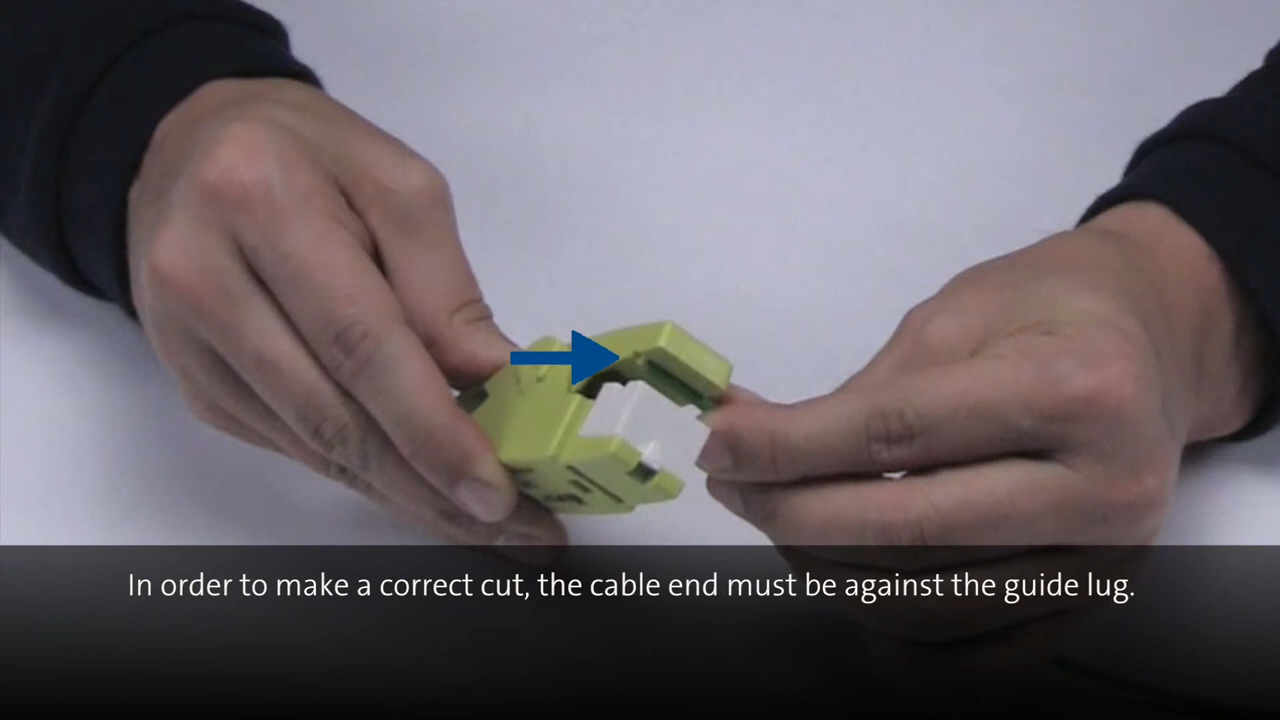 In order to make a correct cut, the cable end must be against the guide lug.